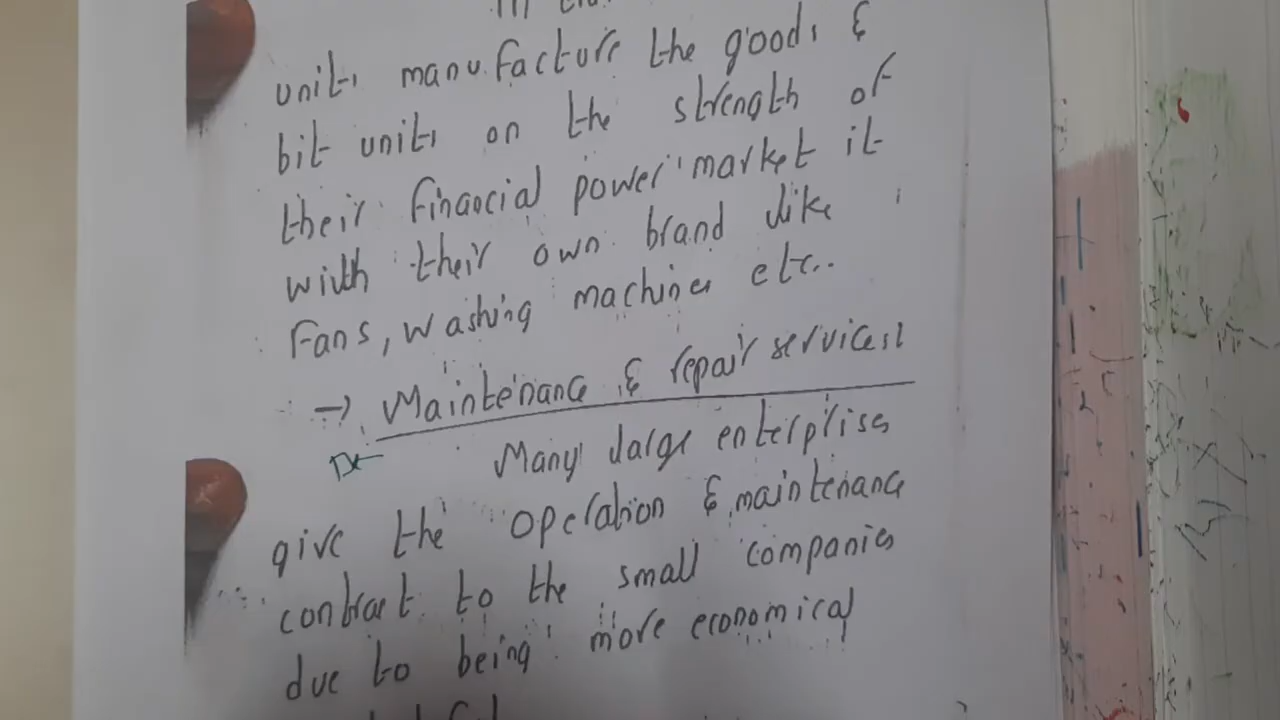 units manufacture the goods &
bit units on the strength of
their financial power market it
with their own brand like
Fans, washing machines etc..
→ Maintenance & repair services:
Many large enterprises
give the operation & maintenance
contract to the small companies
due to being more economical